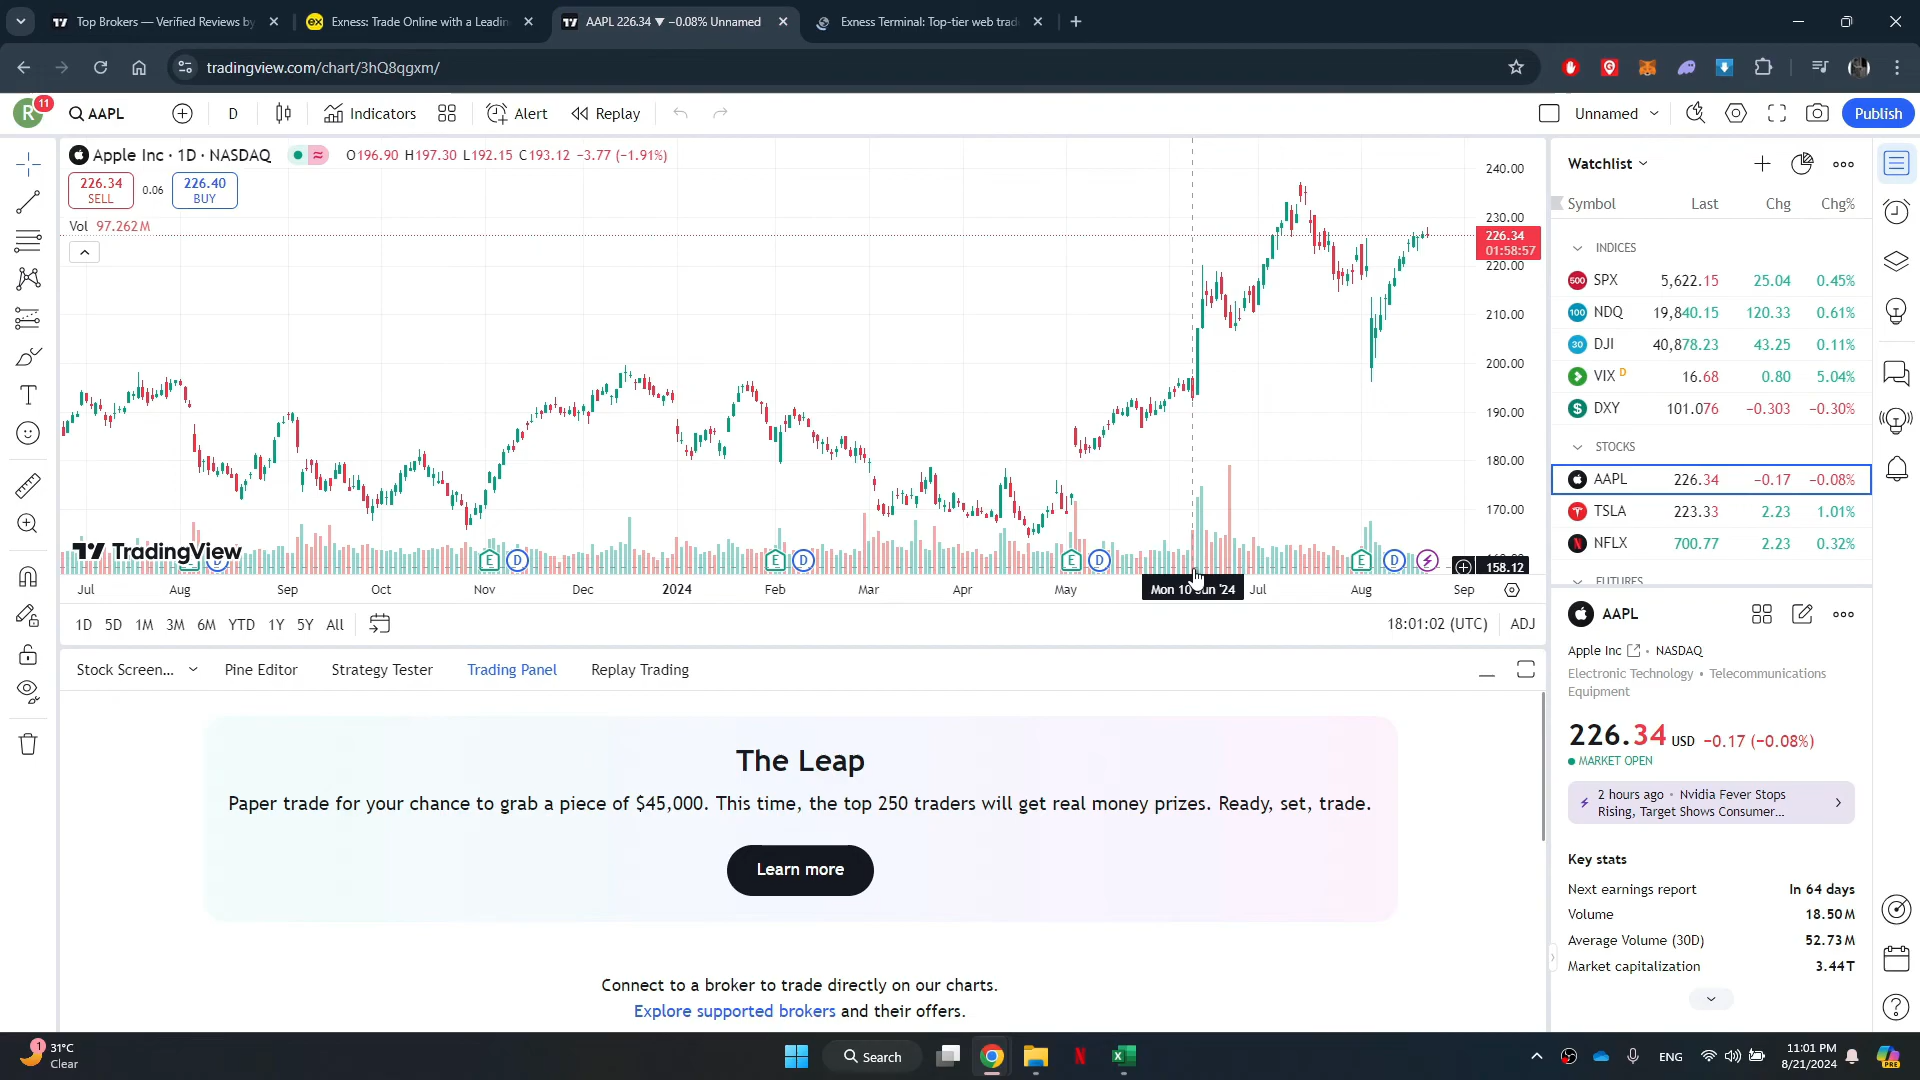 Top Brokers — Verified Reviews by
Exness: Trade Online with a Leadin
AAPL 226.34 ▼ −0.08% Unnamed
Exness Terminal: Top-tier web trad
tradingview.com/chart/3hQ8qgxm/
R 11
AAPL
D
Indicators
Alert
Replay
Unnamed
Publish
Apple Inc · 1D · NASDAQ
O196.90 H197.30 L192.15 C193.12 −3.77 (−1.91%)
226.34
SELL
0.06
226.40
BUY
Vol 97.262M
240.00
230.00
226.34
01:58:57
220.00
210.00
200.00
190.00
180.00
170.00
158.12
TradingView
E D E D E D E D
Jul Aug Sep Oct Nov Dec 2024 Feb Mar Apr May Mon 10 Jun '24 Jul Aug Sep
1D 5D 1M 3M 6M YTD 1Y 5Y All
18:01:02 (UTC) ADJ
Stock Screen... Pine Editor Strategy Tester Trading Panel Replay Trading
The Leap
Paper trade for your chance to grab a piece of $45,000. This time, the top 250 traders will get real money prizes. Ready, set, trade.
Learn more
Connect to a broker to trade directly on our charts.
Explore supported brokers and their offers.
Watchlist
Symbol Last Chg Chg%
INDICES
500 SPX 5,622.15 25.04 0.45%
100 NDQ 19,840.15 120.33 0.61%
30 DJI 40,878.23 43.25 0.11%
VIX D 16.68 0.80 5.04%
$ DXY 101.076 −0.303 −0.30%
STOCKS
AAPL 226.34 −0.17 −0.08%
TSLA 223.33 2.23 1.01%
NFLX 700.77 2.23 0.32%
FUTURES
AAPL
Apple Inc · NASDAQ
Electronic Technology • Telecommunications
Equipment
226.34 USD −0.17 (−0.08%)
MARKET OPEN
2 hours ago • Nvidia Fever Stops
Rising, Target Shows Consumer...
Key stats
Next earnings report In 64 days
Volume 18.50M
Average Volume (30D) 52.73M
Market capitalization 3.44T
1
31°C
Clear
Search
ENG
11:01 PM
8/21/2024
PRE